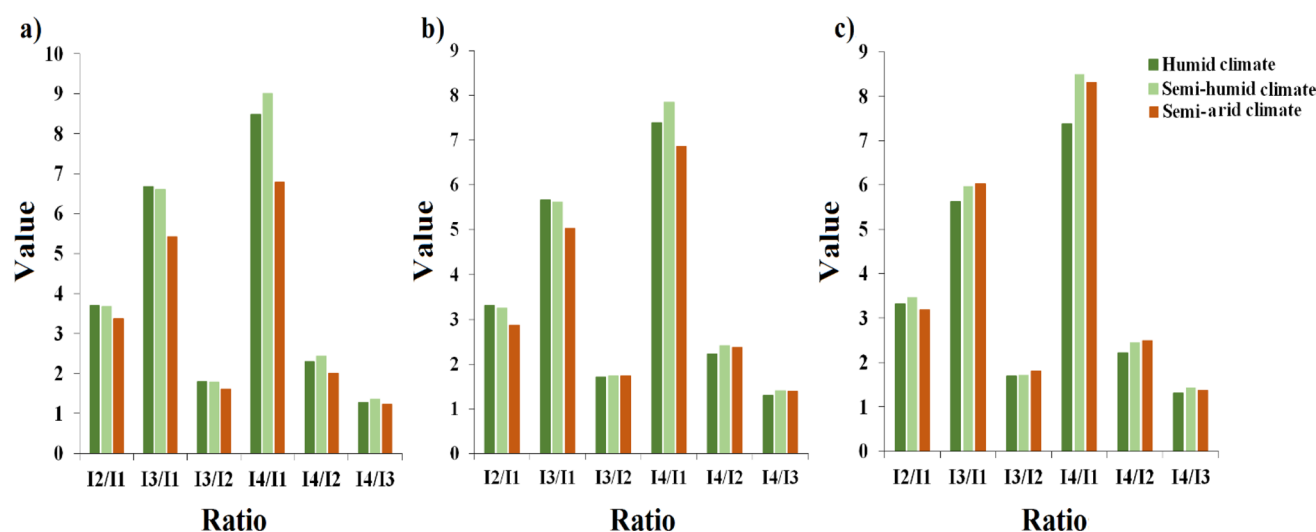 a)
10
9
8
7
6
5
4
3
2
1
0
Value
I2/I1 I3/I1 I3/I2 I4/I1 I4/I2 I4/I3
Ratio
b)
9
8
7
6
5
4
3
2
1
0
Value
I2/I1 I3/I1 I3/I2 I4/I1 I4/I2 I4/I3
Ratio
c)
9
8
7
6
5
4
3
2
1
0
Value
I2/I1 I3/I1 I3/I2 I4/I1 I4/I2 I4/I3
Ratio
Humid climate
Semi-humid climate
Semi-arid climate